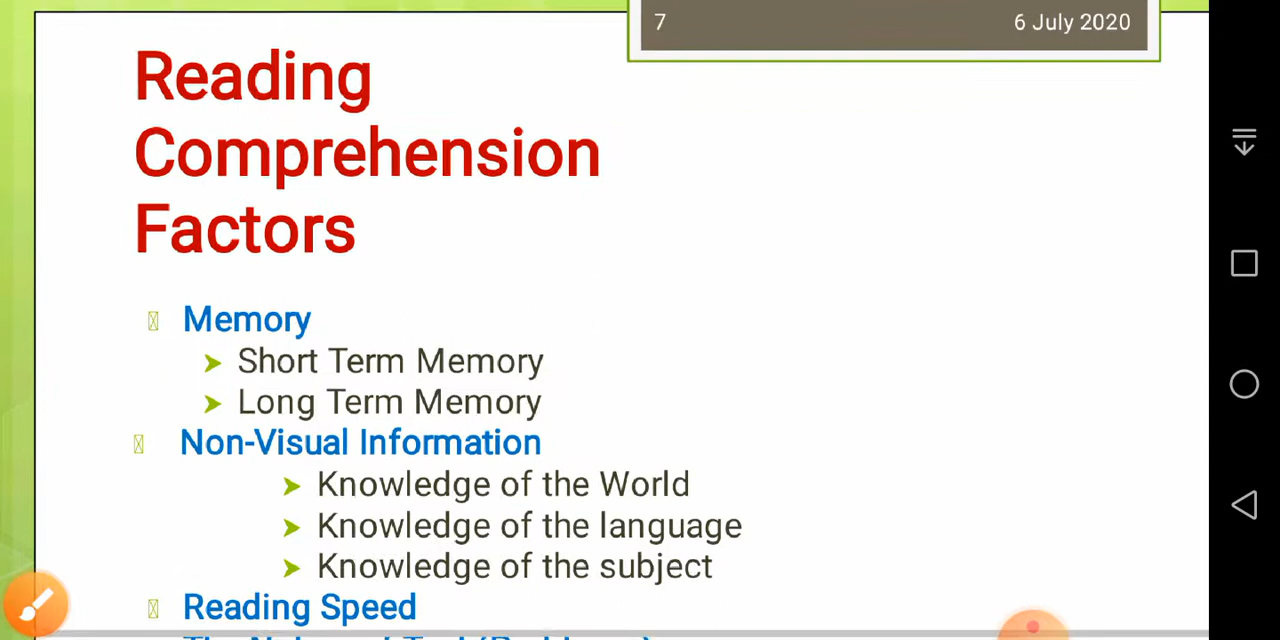 7 6 July 2020
Reading
Comprehension
Factors
Memory
➤ Short Term Memory
➤ Long Term Memory
Non-Visual Information
➤ Knowledge of the World
➤ Knowledge of the language
➤ Knowledge of the subject
Reading Speed